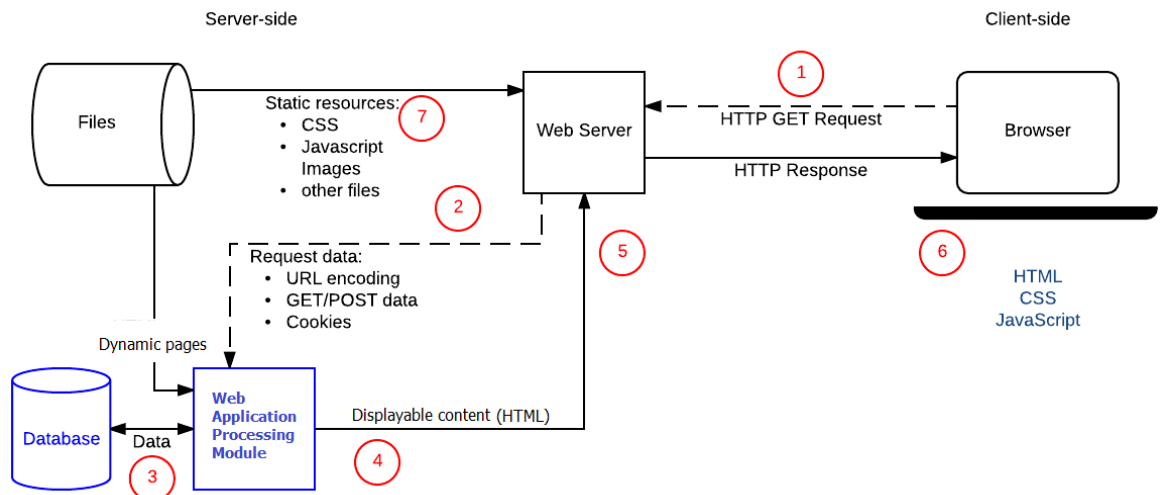 Server-side
Client-side
1
Files
Static resources:
7
• CSS
• Javascript
Images
• other files
Web Server
HTTP GET Request
HTTP Response
Browser
2
5
6
Request data:
• URL encoding
• GET/POST data
• Cookies
HTML
CSS
JavaScript
Dynamic pages
Database
Data
3
Web
Application
Processing
Module
Displayable content (HTML)
4